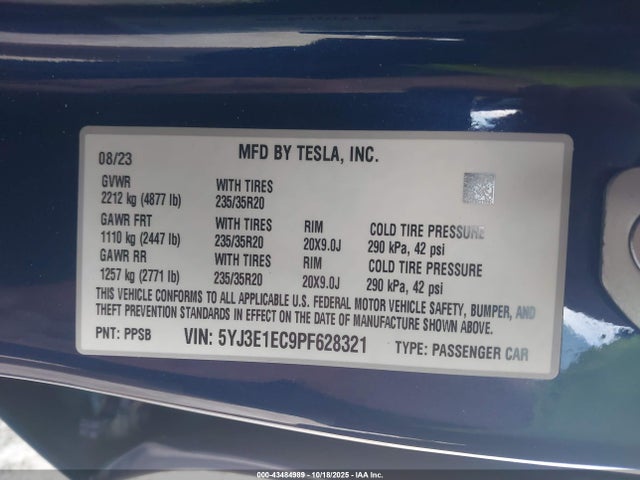 08/23 MFD BY TESLA, INC.
GVWR WITH TIRES
2212 kg (4877 lb) 235/35R20
GAWR FRT WITH TIRES RIM COLD TIRE PRESSURE
1110 kg (2447 lb) 235/35R20 20X9.0J 290 kPa, 42 psi
GAWR RR WITH TIRES RIM COLD TIRE PRESSURE
1257 kg (2771 lb) 235/35R20 20X9.0J 290 kPa, 42 psi
THIS VEHICLE CONFORMS TO ALL APPLICABLE U.S. FEDERAL MOTOR VEHICLE SAFETY, BUMPER, AND
THEFT PREVENTION STANDARDS IN EFFECT ON THE DATE OF MANUFACTURE SHOWN ABOVE.
PNT: PPSB VIN: 5YJ3E1EC9PF628321 TYPE: PASSENGER CAR
000-43484989 - 10/18/2025 - IAA Inc.